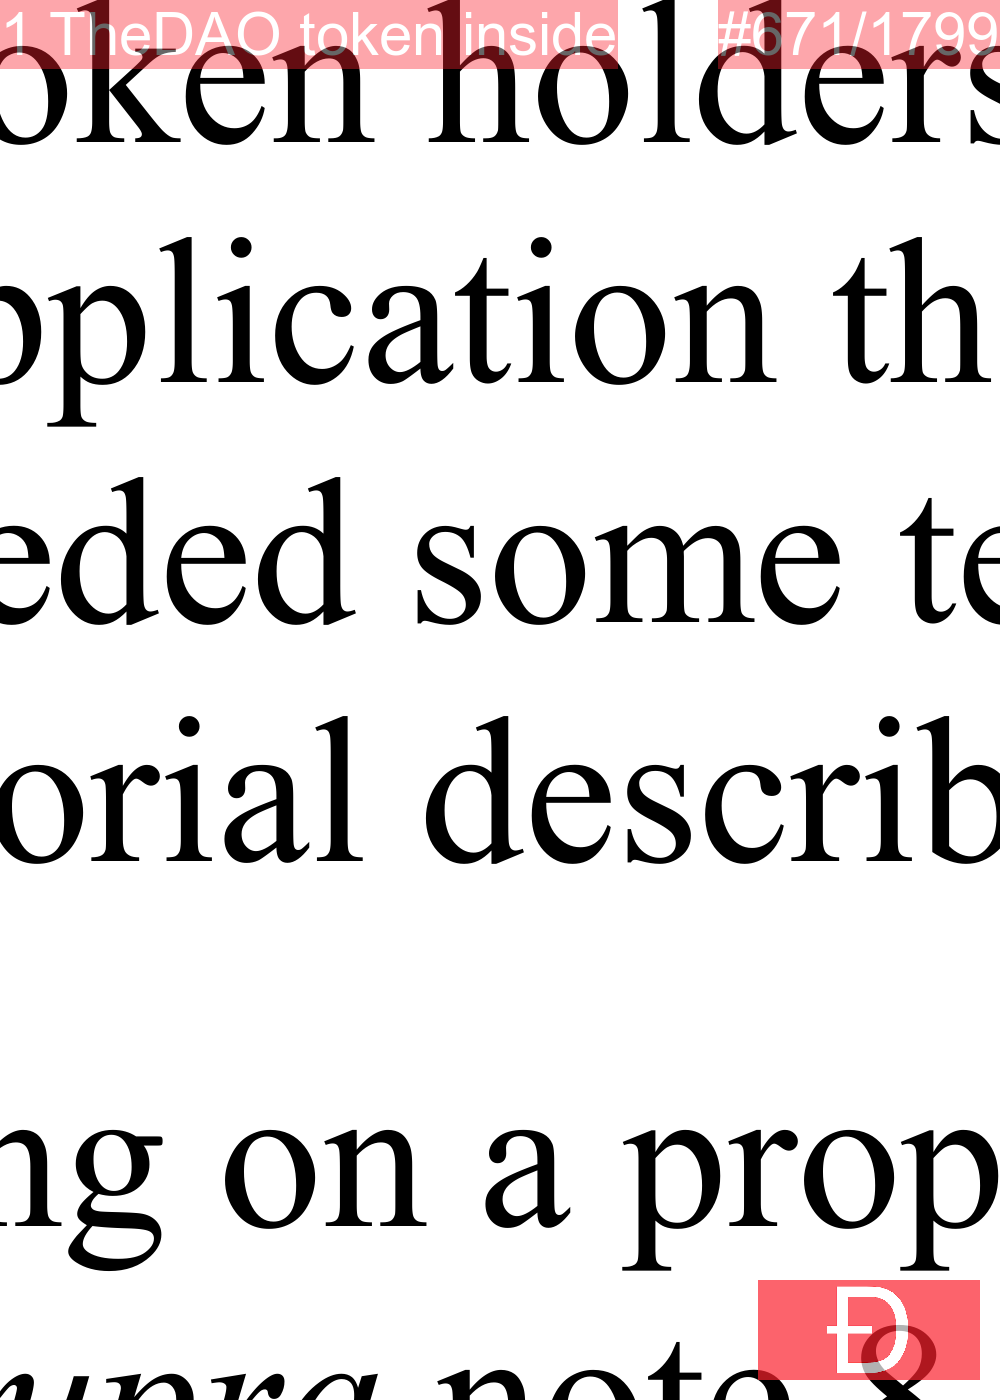 1 TheDAO token inside #671/1799
oken holders
pplication th
eded some te
orial describ
ng on a prop
upra note 8
Đ